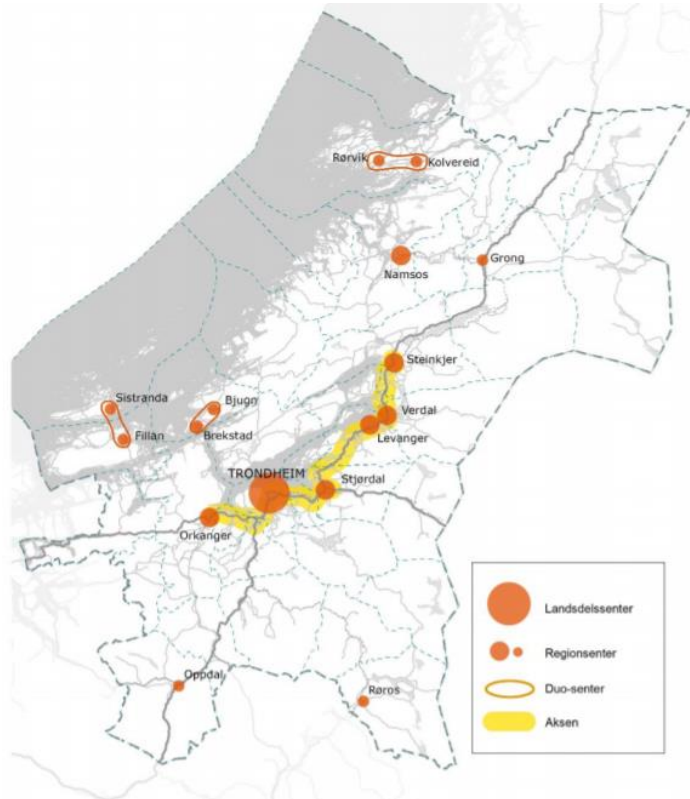 Rørvik
Kolvereid
Namsos
Grong
Steinkjer
Sistranda
Bjugn
Verdal
Fillan
Brekstad
Levanger
TRONDHEIM
Stjørdal
Orkanger
Oppdal
Røros
Landsdelssenter
Regionsenter
Duo-senter
Aksen